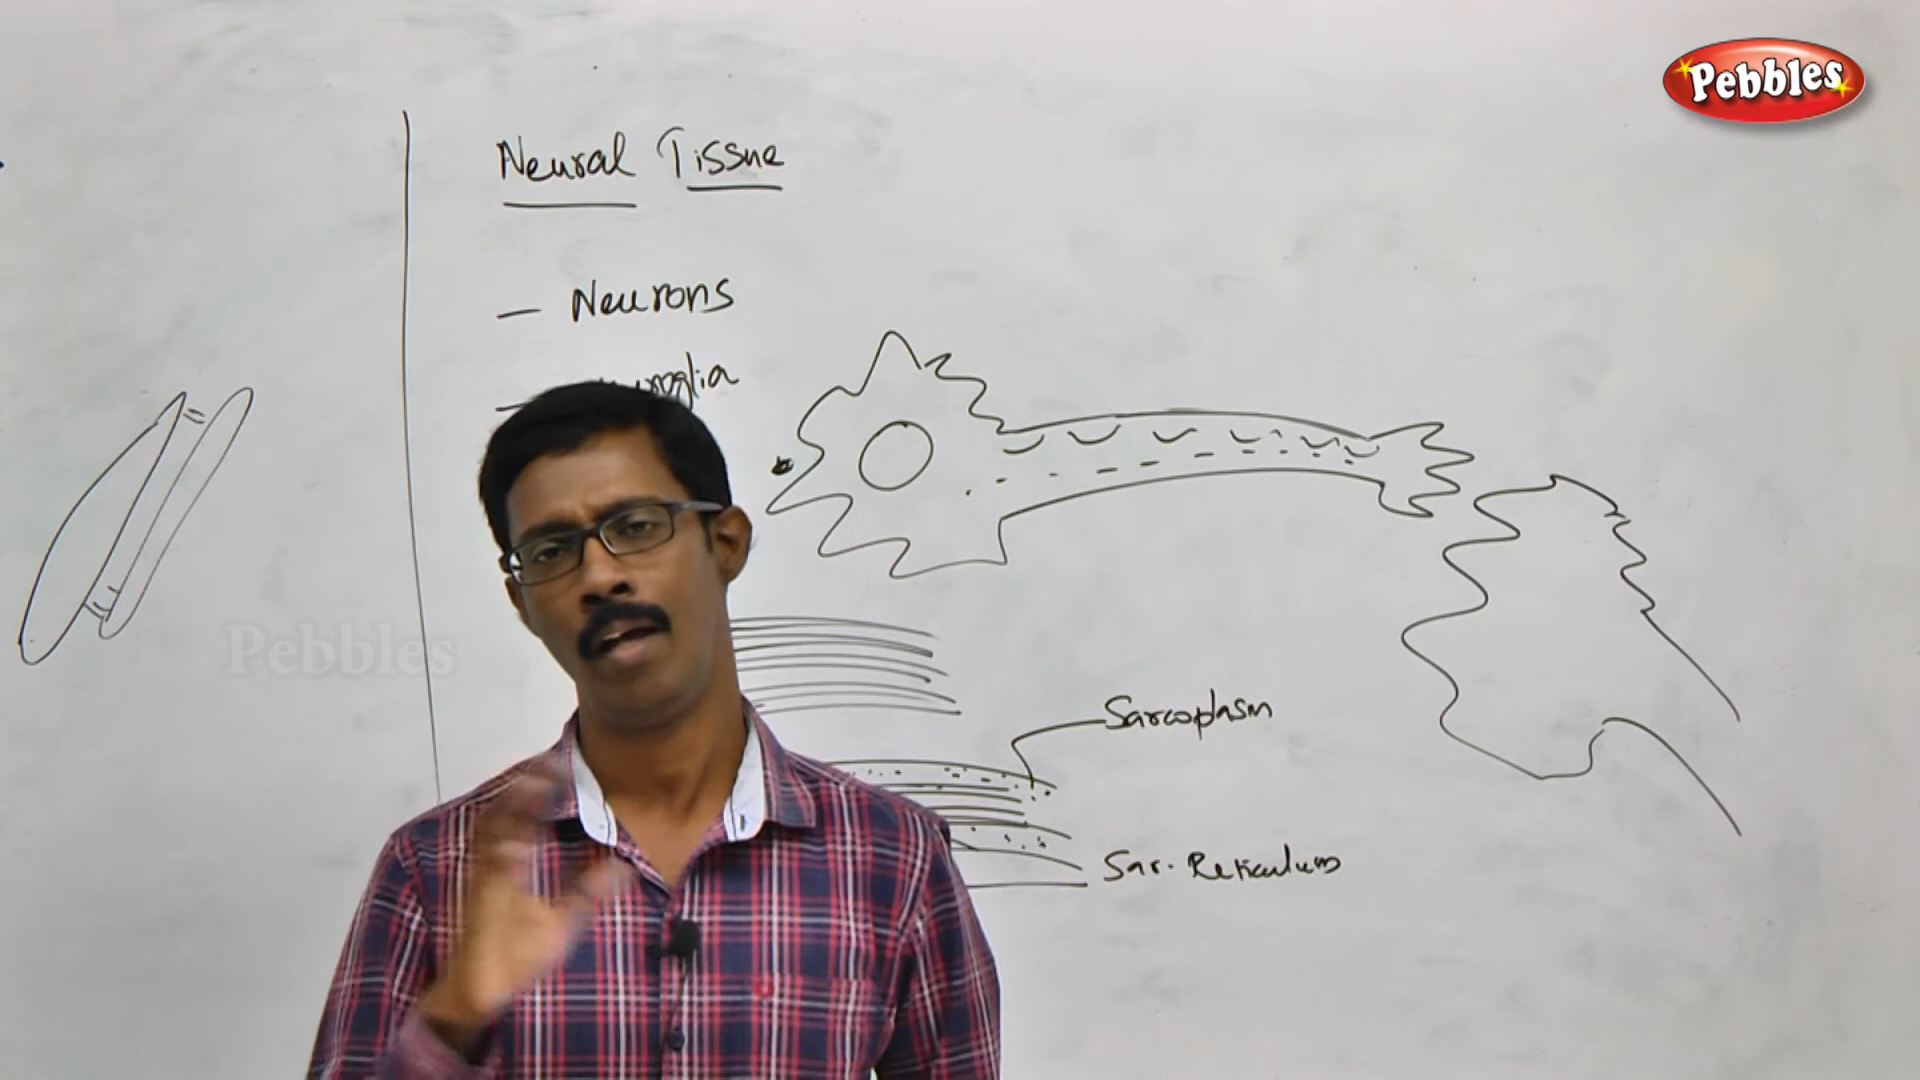 Pebbles
Neural Tissue
— Neurons
Pebbles
Sarcoplasm
Sar. Reticulum